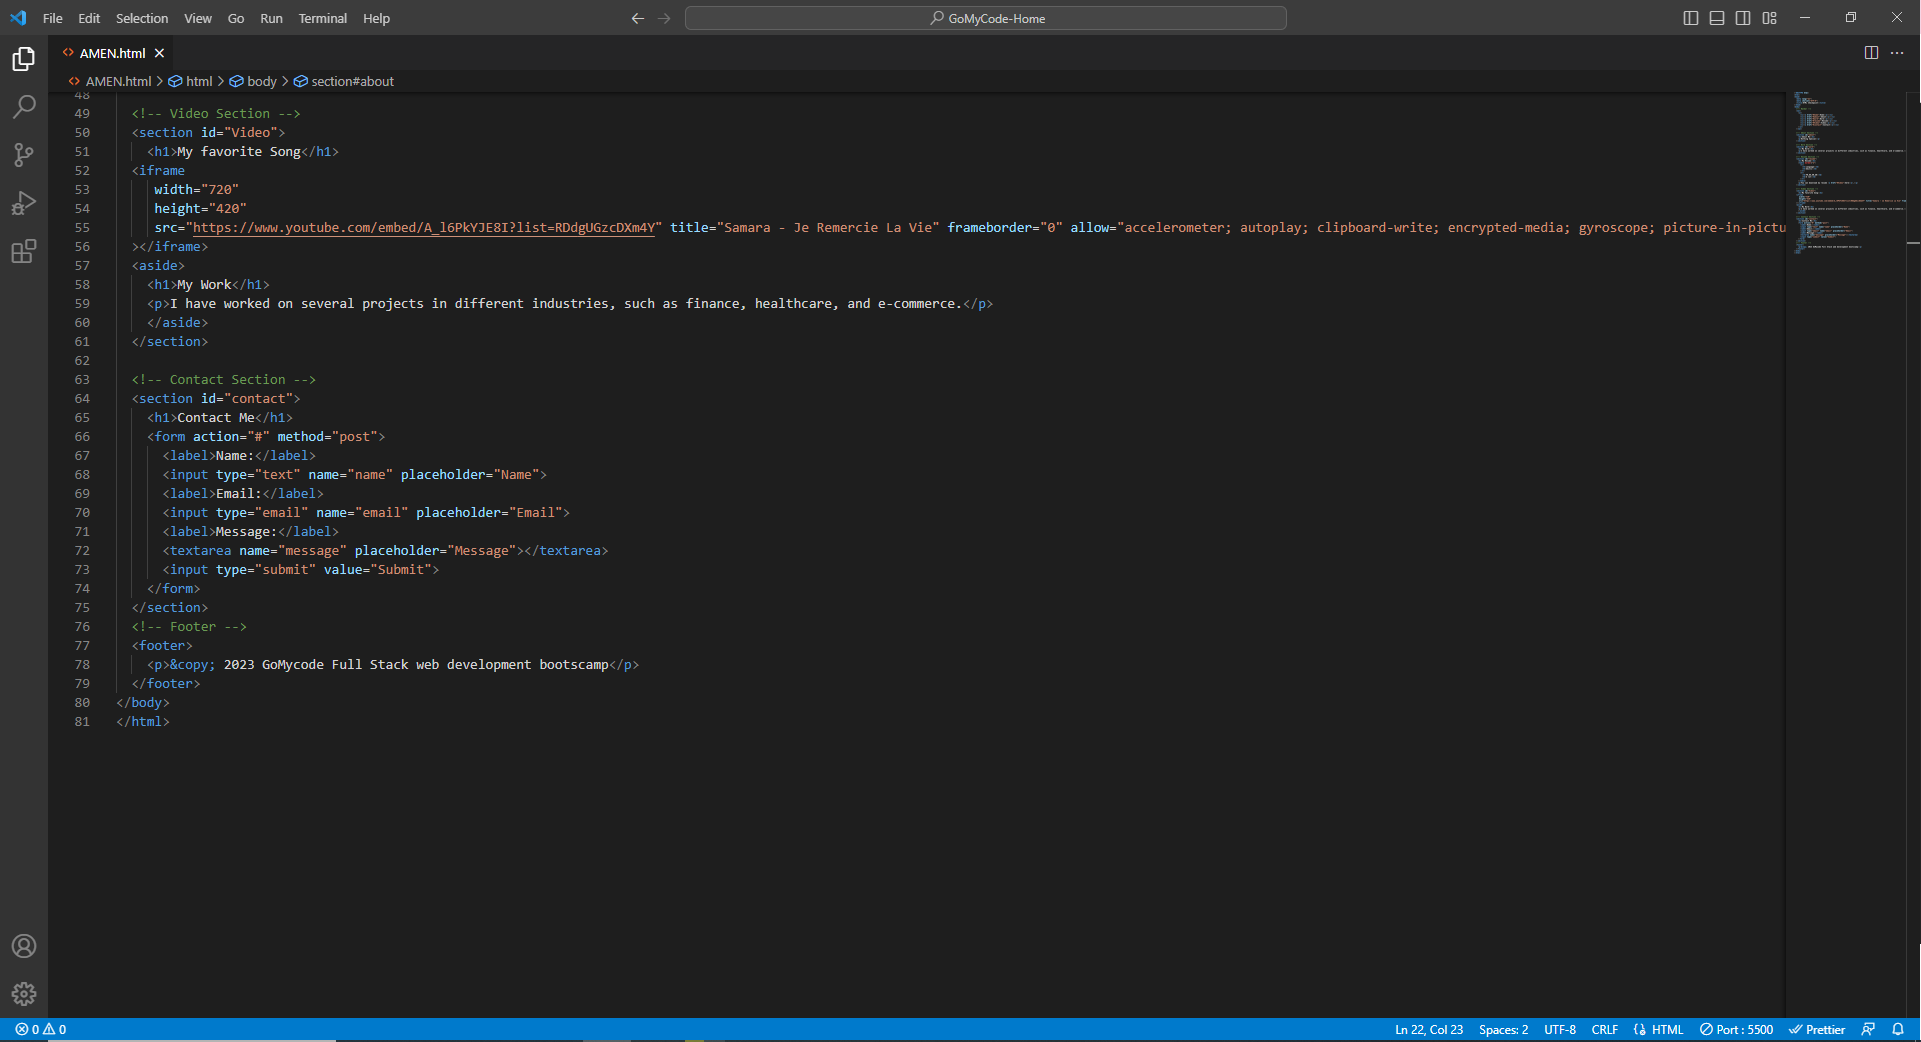 File Edit Selection View Go Run Terminal Help GoMyCode-Home
AMEN.html
AMEN.html html body section#about
48
49 <!-- Video Section -->
50 <section id="Video">
51 <h1>My favorite Song</h1>
52 <iframe
53 width="720"
54 height="420"
55 src="https://www.youtube.com/embed/A_l6PkYJE8I?list=RDdgUGzcDXm4Y" title="Samara - Je Remercie La Vie" frameborder="0" allow="accelerometer; autoplay; clipboard-write; encrypted-media; gyroscope; picture-in-pictu
56 ></iframe>
57 <aside>
58 <h1>My Work</h1>
59 <p>I have worked on several projects in different industries, such as finance, healthcare, and e-commerce.</p>
60 </aside>
61 </section>
62
63 <!-- Contact Section -->
64 <section id="contact">
65 <h1>Contact Me</h1>
66 <form action="#" method="post">
67 <label>Name:</label>
68 <input type="text" name="name" placeholder="Name">
69 <label>Email:</label>
70 <input type="email" name="email" placeholder="Email">
71 <label>Message:</label>
72 <textarea name="message" placeholder="Message"></textarea>
73 <input type="submit" value="Submit">
74 </form>
75 </section>
76 <!-- Footer -->
77 <footer>
78 <p>&copy; 2023 GoMycode Full Stack web development bootscamp</p>
79 </footer>
80 </body>
81 </html>
0 0 Ln 22, Col 23 Spaces: 2 UTF-8 CRLF HTML Port : 5500 Prettier